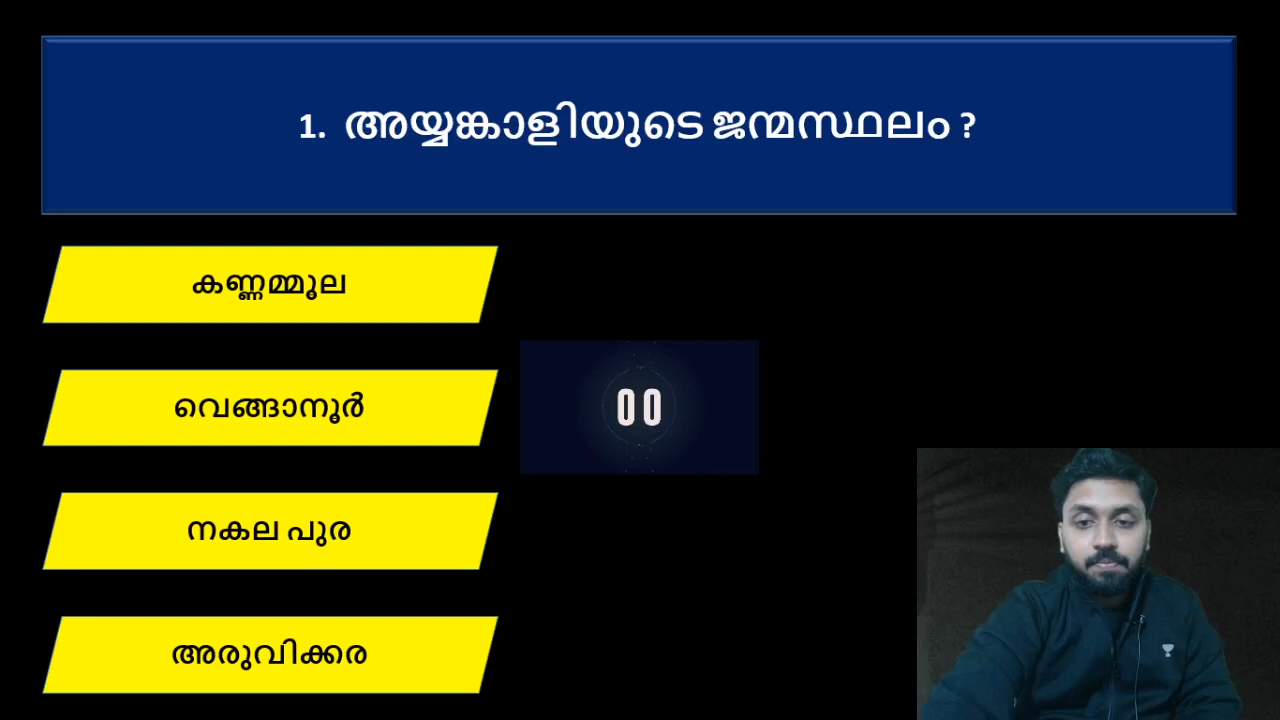 1. അയ്യങ്കാളിയുടെ ജന്മസ്ഥലം ?
കണ്ണമ്മൂല
വെങ്ങാനൂർ
00
നകല പുര
അരുവിക്കര